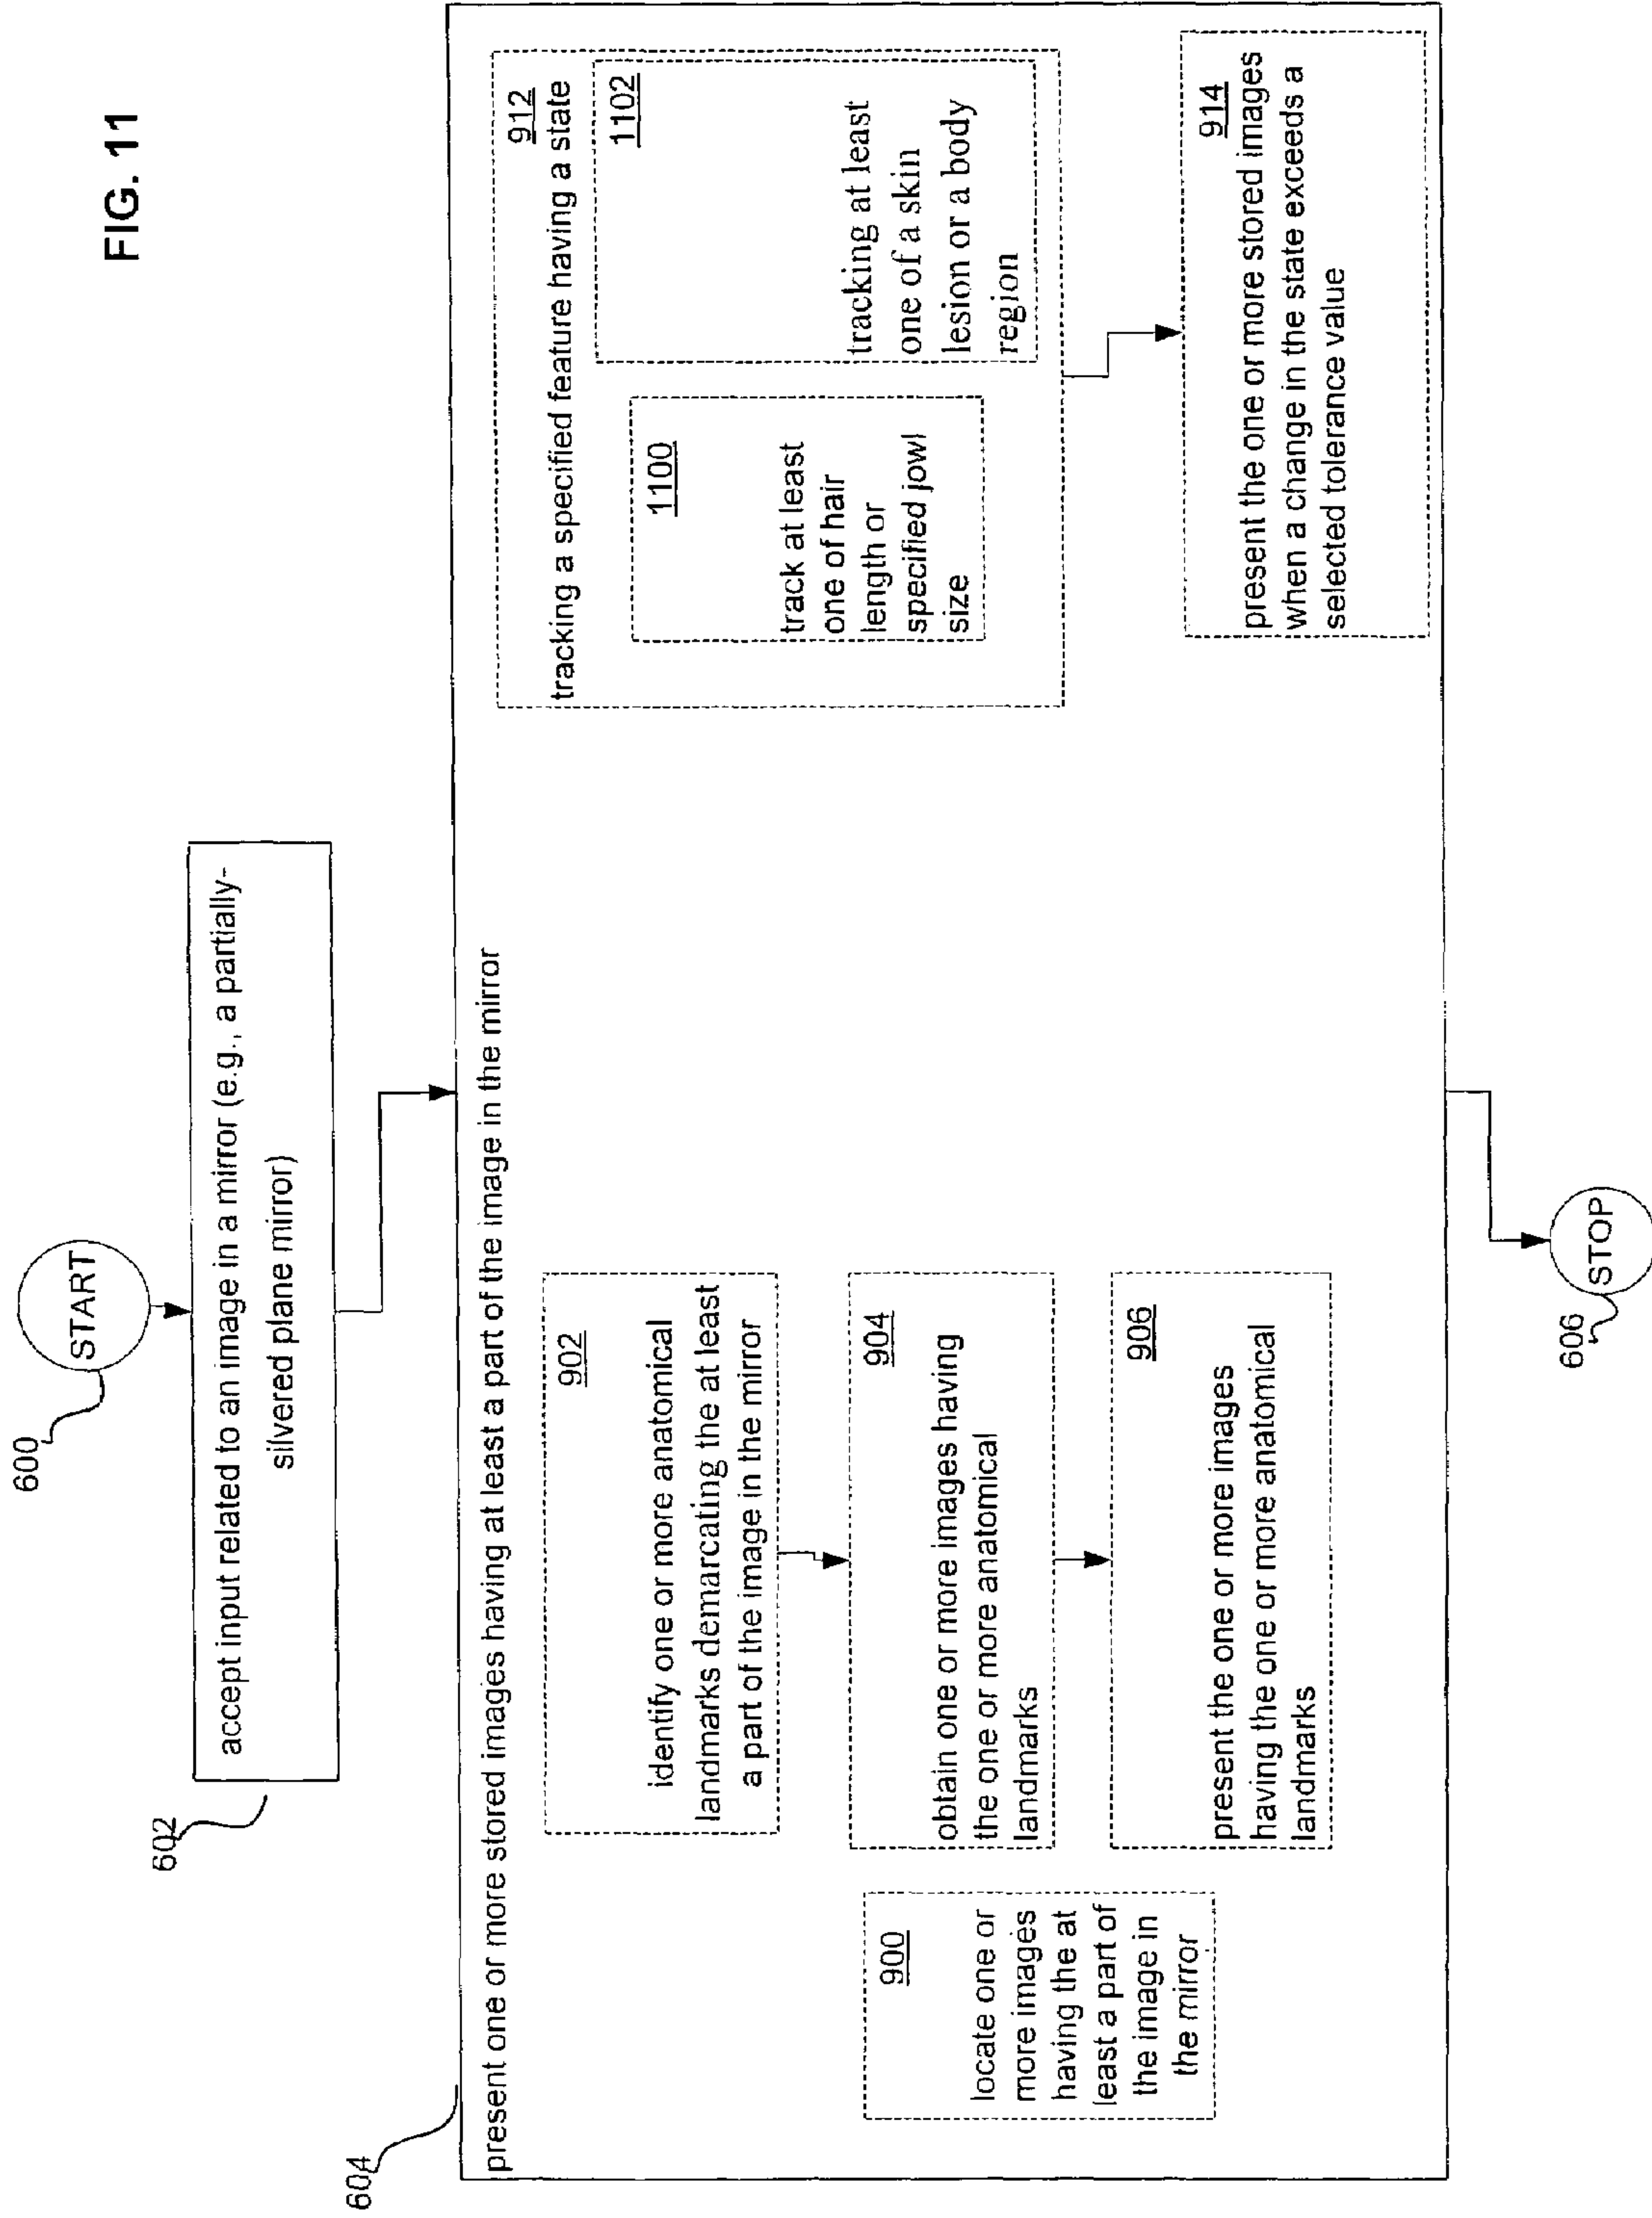 FIG. 11
600
START
602
accept input related to an image in a mirror (e.g., a partially-
silvered plane mirror)
604
present one or more stored images having at least a part of the image in the mirror
900
locate one or
more images
having the at
least a part of
the image in
the mirror
902
identify one or more anatomical
landmarks demarcating the at least
a part of the image in the mirror
904
obtain one or more images having
the one or more anatomical
landmarks
906
present the one or more images
having the one or more anatomical
landmarks
912
tracking a specified feature having a state
1100
track at least
one of hair
length or
specified jowl
size
1102
tracking at least
one of a skin
lesion or a body
region
914
present the one or more stored images
when a change in the state exceeds a
selected tolerance value
606
STOP